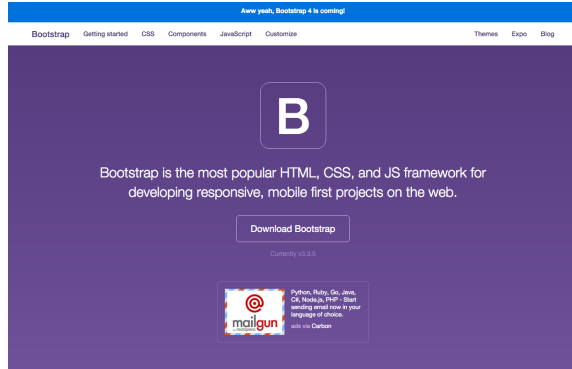 Aww yeah, Bootstrap 4 is coming!
Bootstrap Getting started CSS Components JavaScript Customize Themes Expo Blog
B
Bootstrap is the most popular HTML, CSS, and JS framework for
developing responsive, mobile first projects on the web.
Download Bootstrap
Currently v3.3.5
Python, Ruby, Go, Java,
C#, Node.js, PHP - Start
sending email now in your
language of choice.
ads via Carbon
@
mailgun